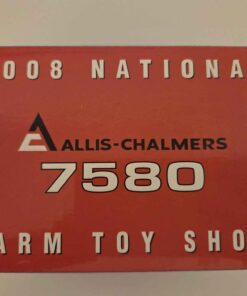 008 NATIONA
ALLIS-CHALMERS
7580
ARM TOY SHO